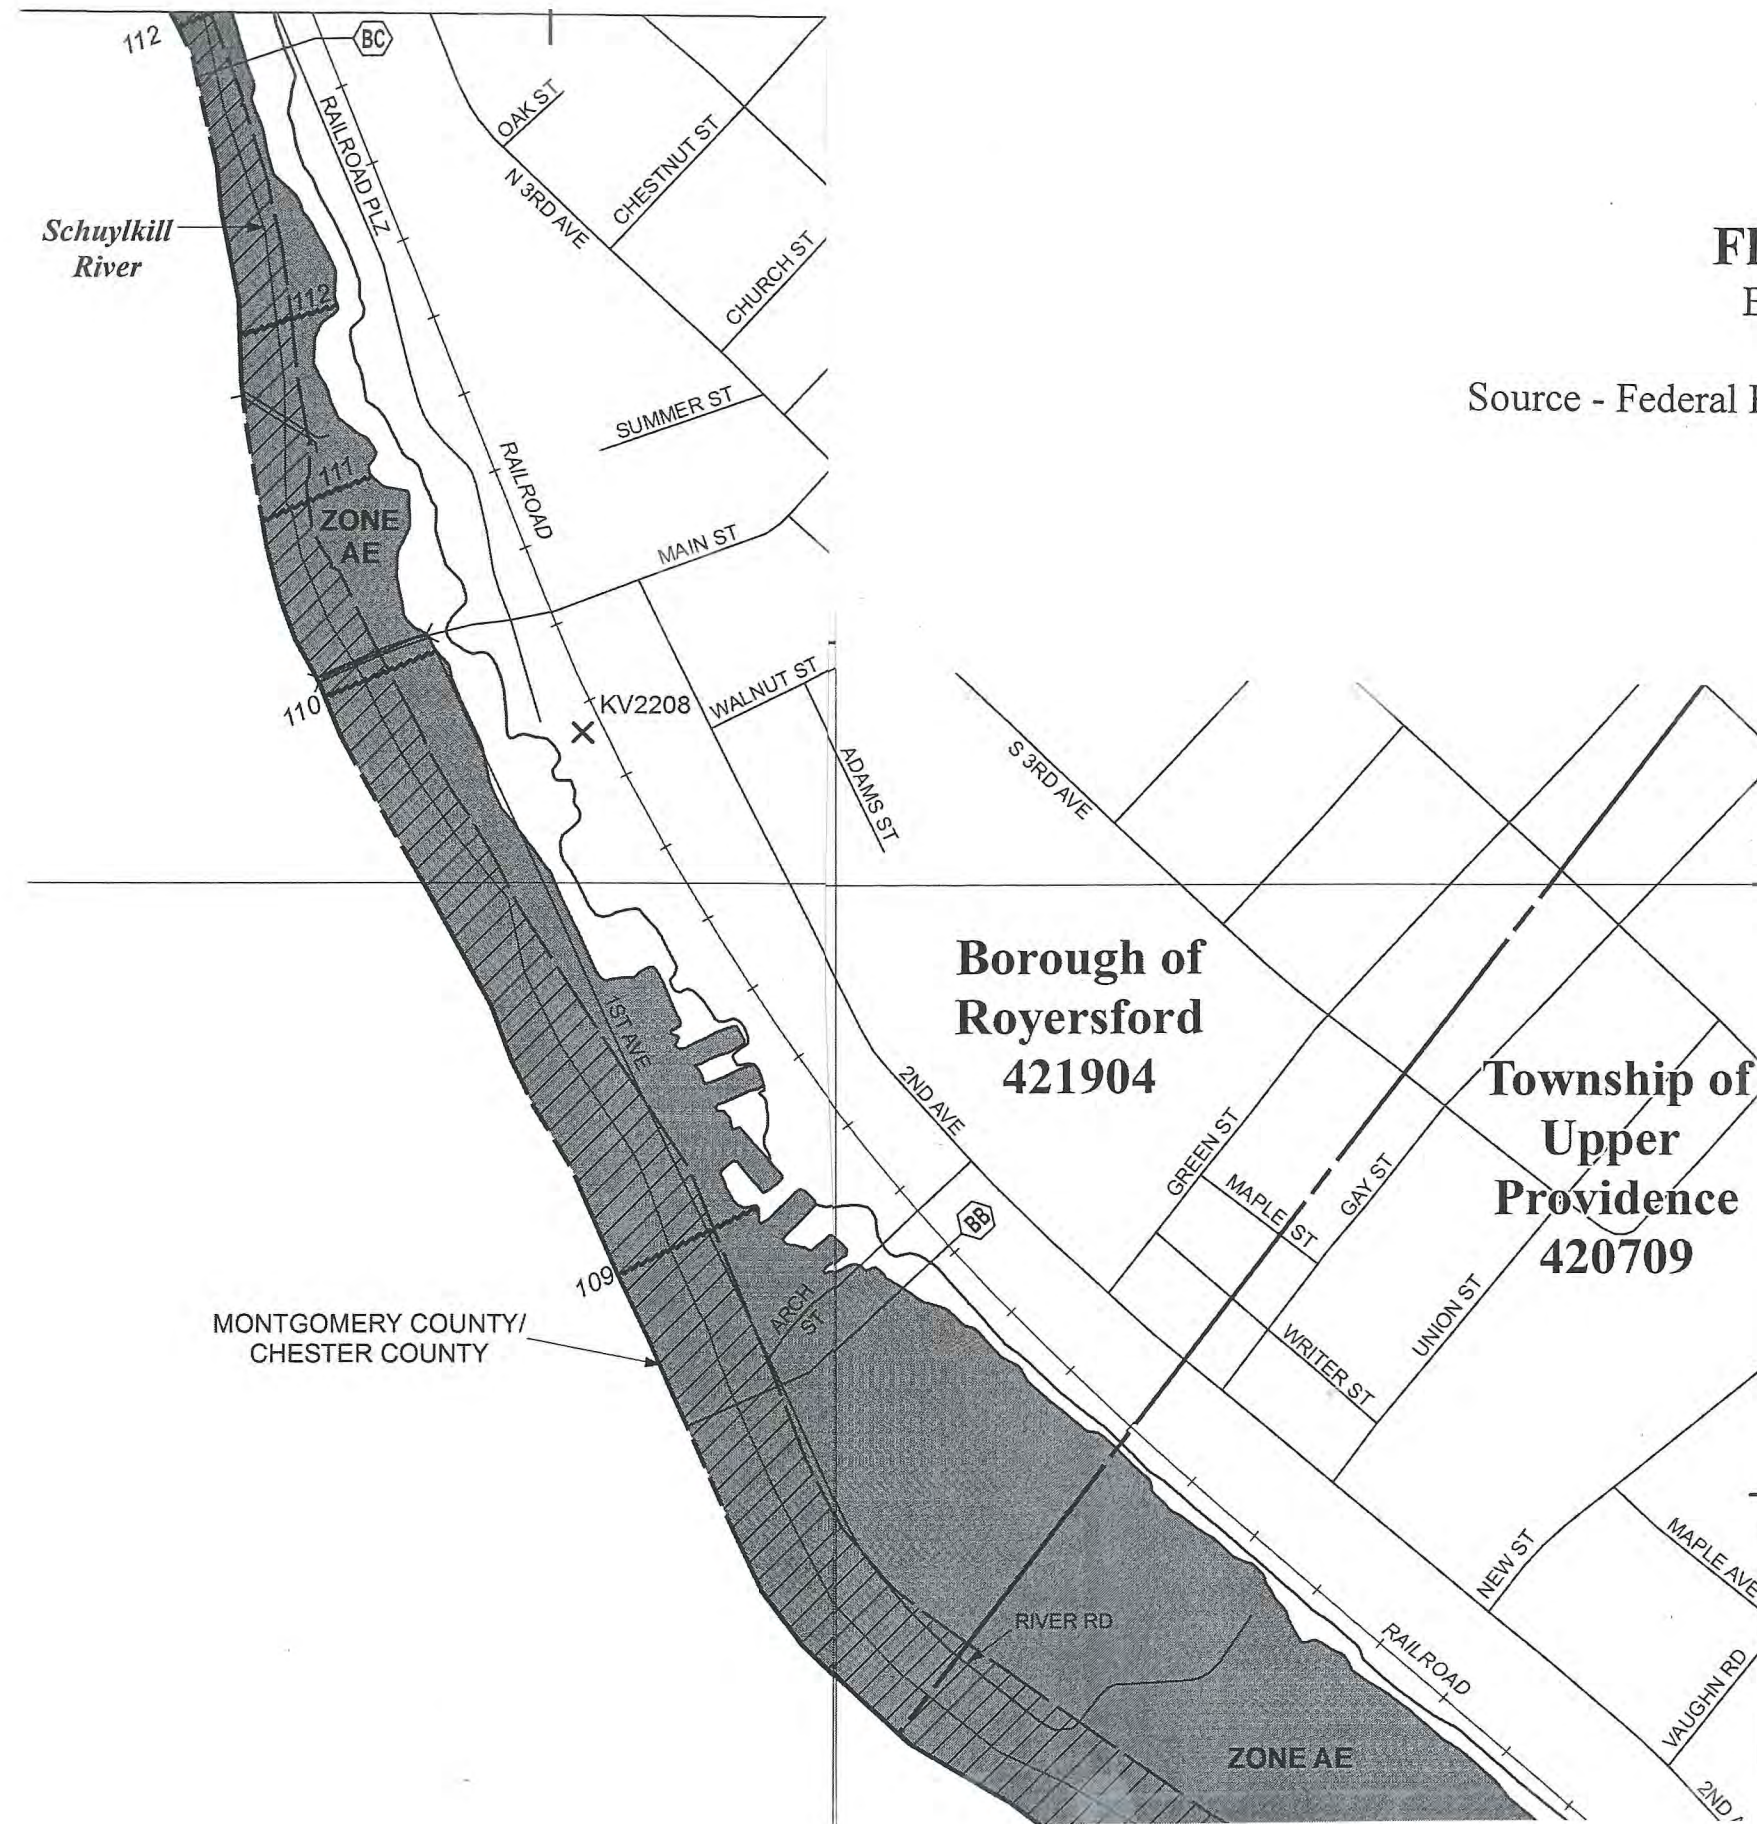 112
BC
OAK ST
RAILROAD PLZ
CHESTNUT ST
N 3RD AVE
Schuylkill
River
CHURCH ST
112
Source - Federal
SUMMER ST
111
RAILROAD
ZONE
AE
MAIN ST
110
KV2208
WALNUT ST
ADAMS ST
S 3RD AVE
Borough of
Royersford
421904
1ST AVE
2ND AVE
Township of
Upper
Providence
420709
GREEN ST
MAPLE ST
GAY ST
BB
109
ARCH
ST
MONTGOMERY COUNTY/
CHESTER COUNTY
UNION ST
WRITER ST
NEW ST
MAPLE AVE
RIVER RD
RAILROAD
VAUGHN RD
ZONE AE
2ND